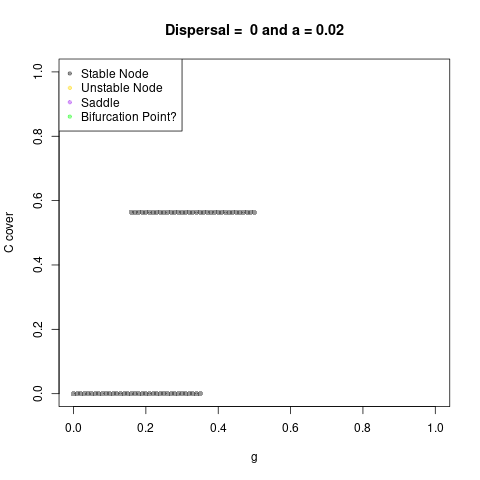 Dispersal =  0 and a = 0.02
Stable Node
Unstable Node
Saddle
Bifurcation Point?
C cover
1.0
0.8
0.6
0.4
0.2
0.0
0.0 0.2 0.4 0.6 0.8 1.0
g